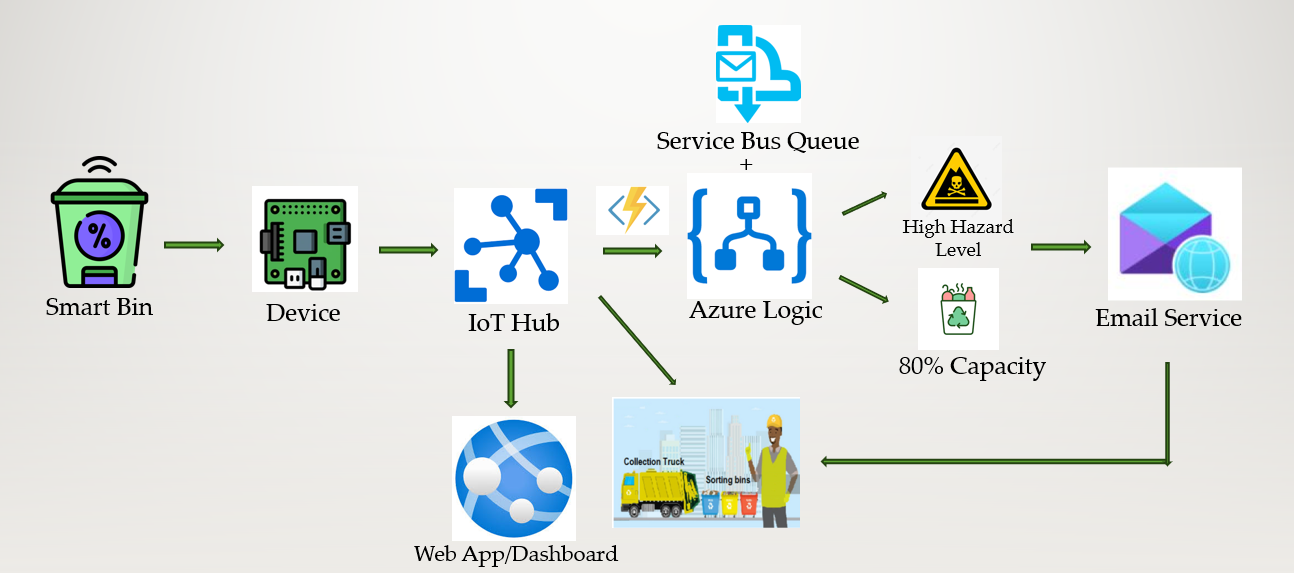 Service Bus Queue
+
Smart Bin
%
Device
IoT Hub
Azure Logic
High Hazard
Level
80% Capacity
Email Service
Web App/Dashboard
Collection Truck
Sorting bins